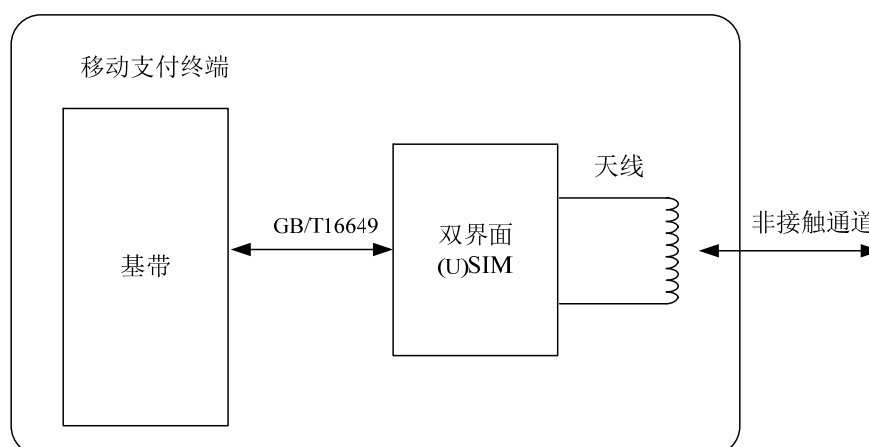 移动支付终端
天线
GB/T16649
非接触通道
基带
双界面
(U)SIM